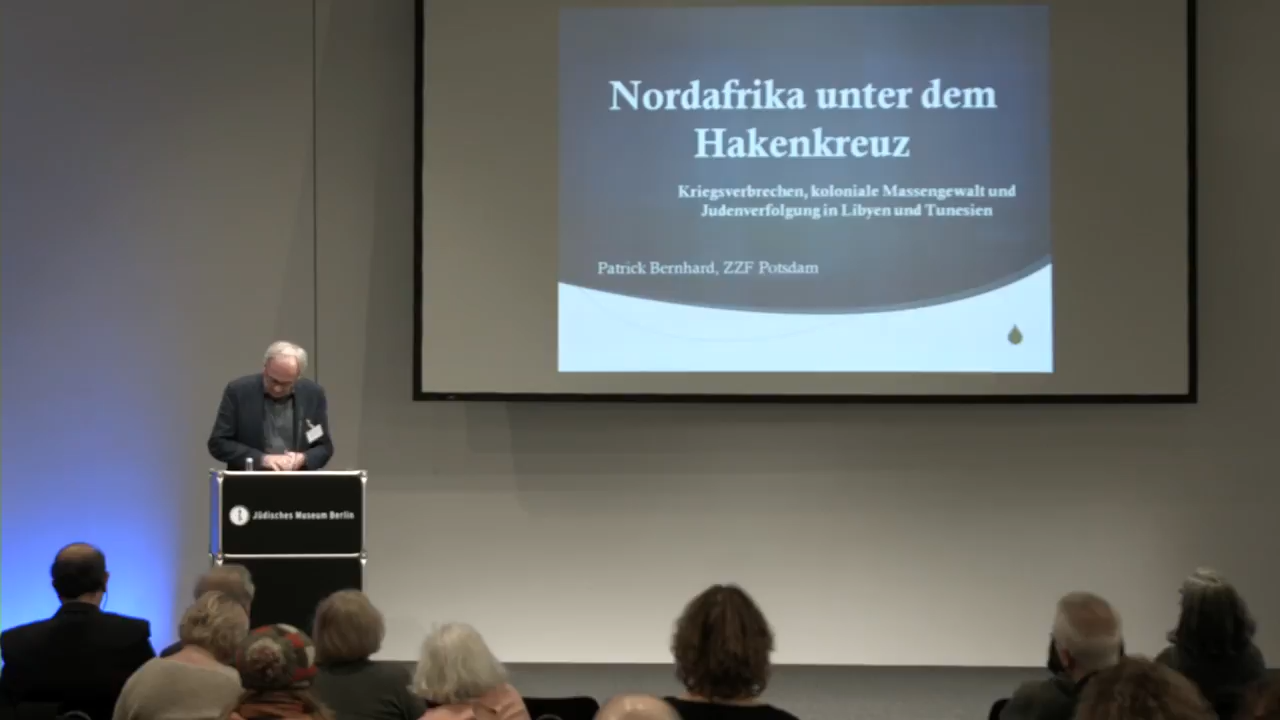 Nordafrika unter dem
Hakenkreuz
Kriegsverbrechen, koloniale Massengewalt und
Judenverfolgung in Libyen und Tunesien
Patrick Bernhard, ZZF Potsdam
Jüdisches Museum Berlin